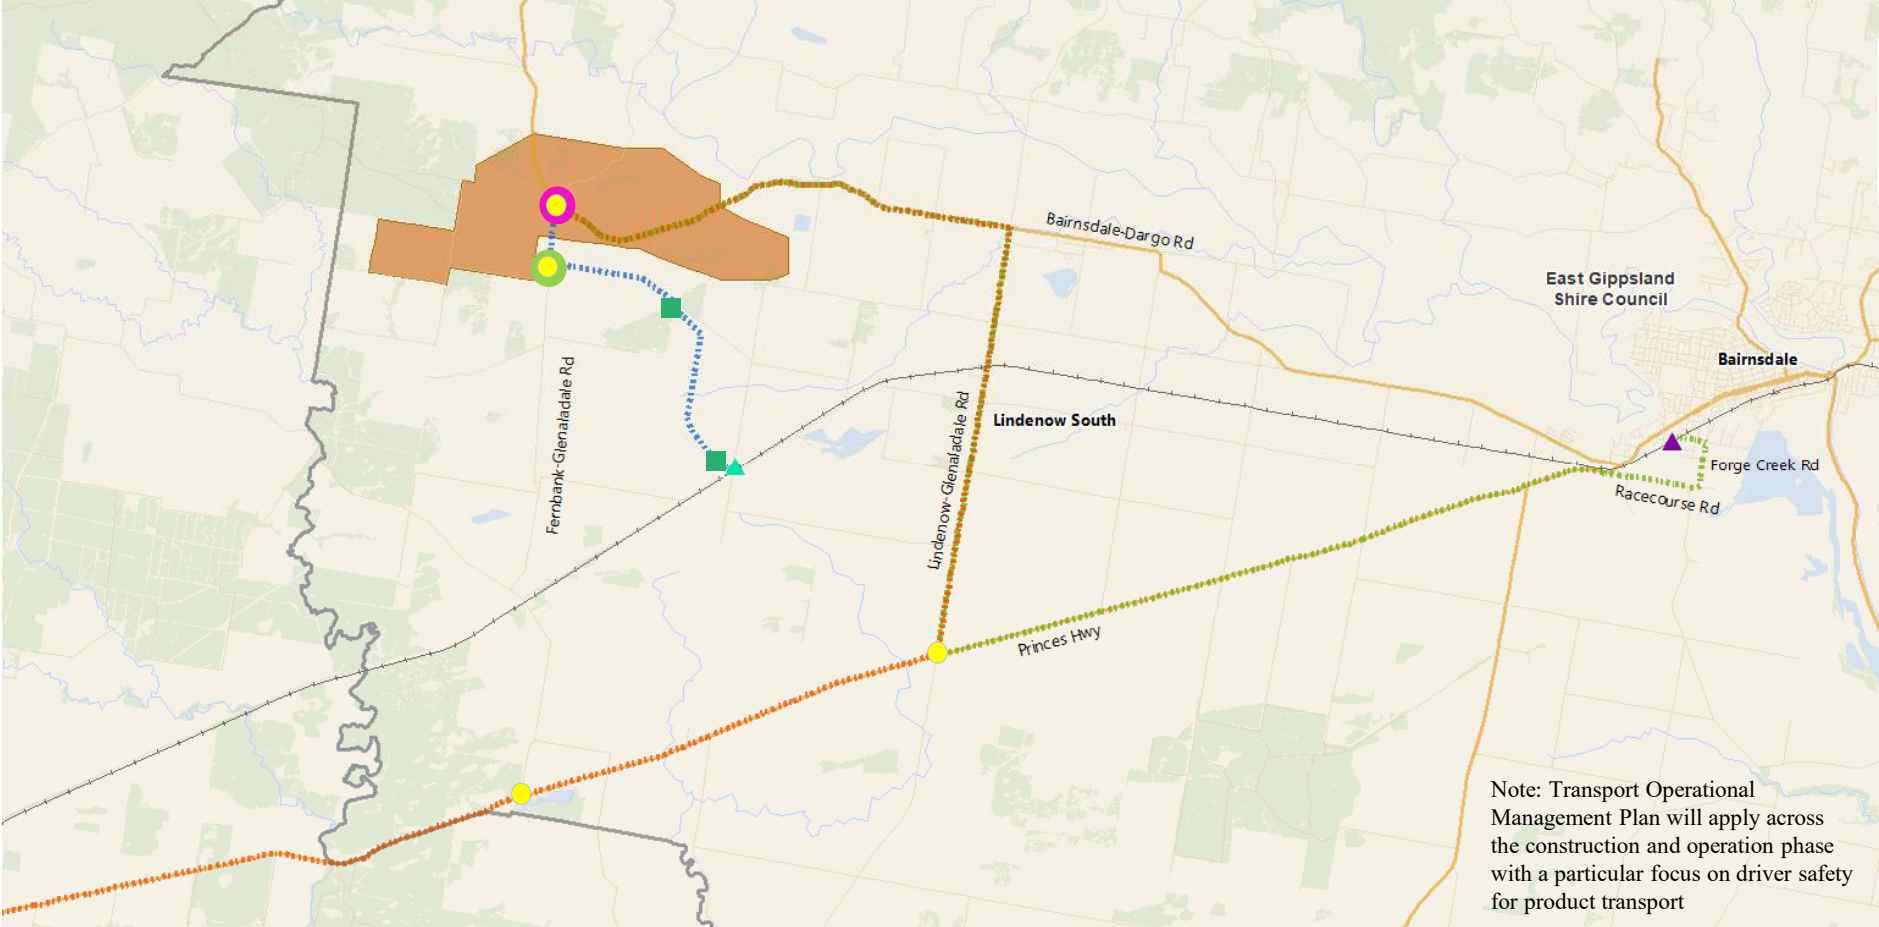 Bairnsdale-Dargo Rd
East Gippsland
Shire Council
Bairnsdale
Fernbank-Glenaladale Rd
Lindenow-Glenaladale Rd
Lindenow South
Forge Creek Rd
Racecourse Rd
Princes Hwy
Note: Transport Operational
Management Plan will apply across
the construction and operation phase
with a particular focus on driver safety
for product transport